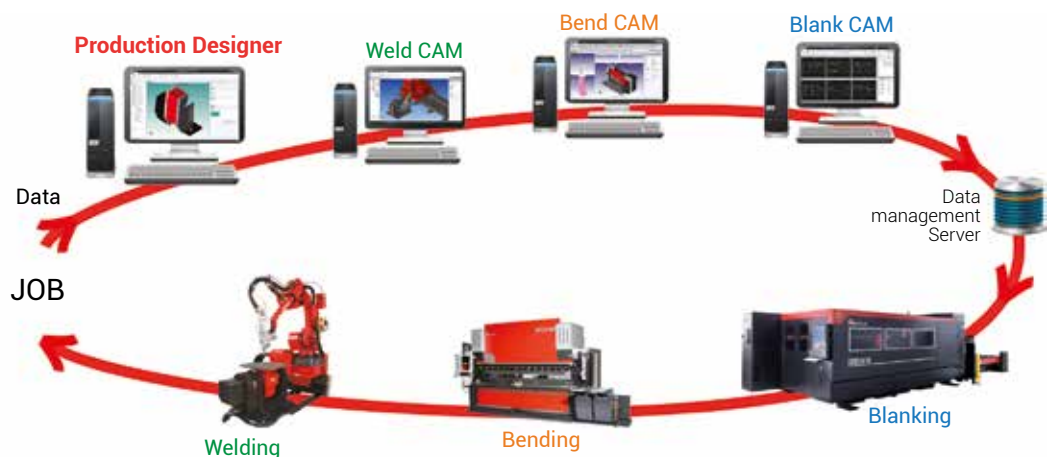 Production Designer
Weld CAM
Bend CAM
Blank CAM
Data
Data
management
Server
JOB
Welding
Bending
Blanking